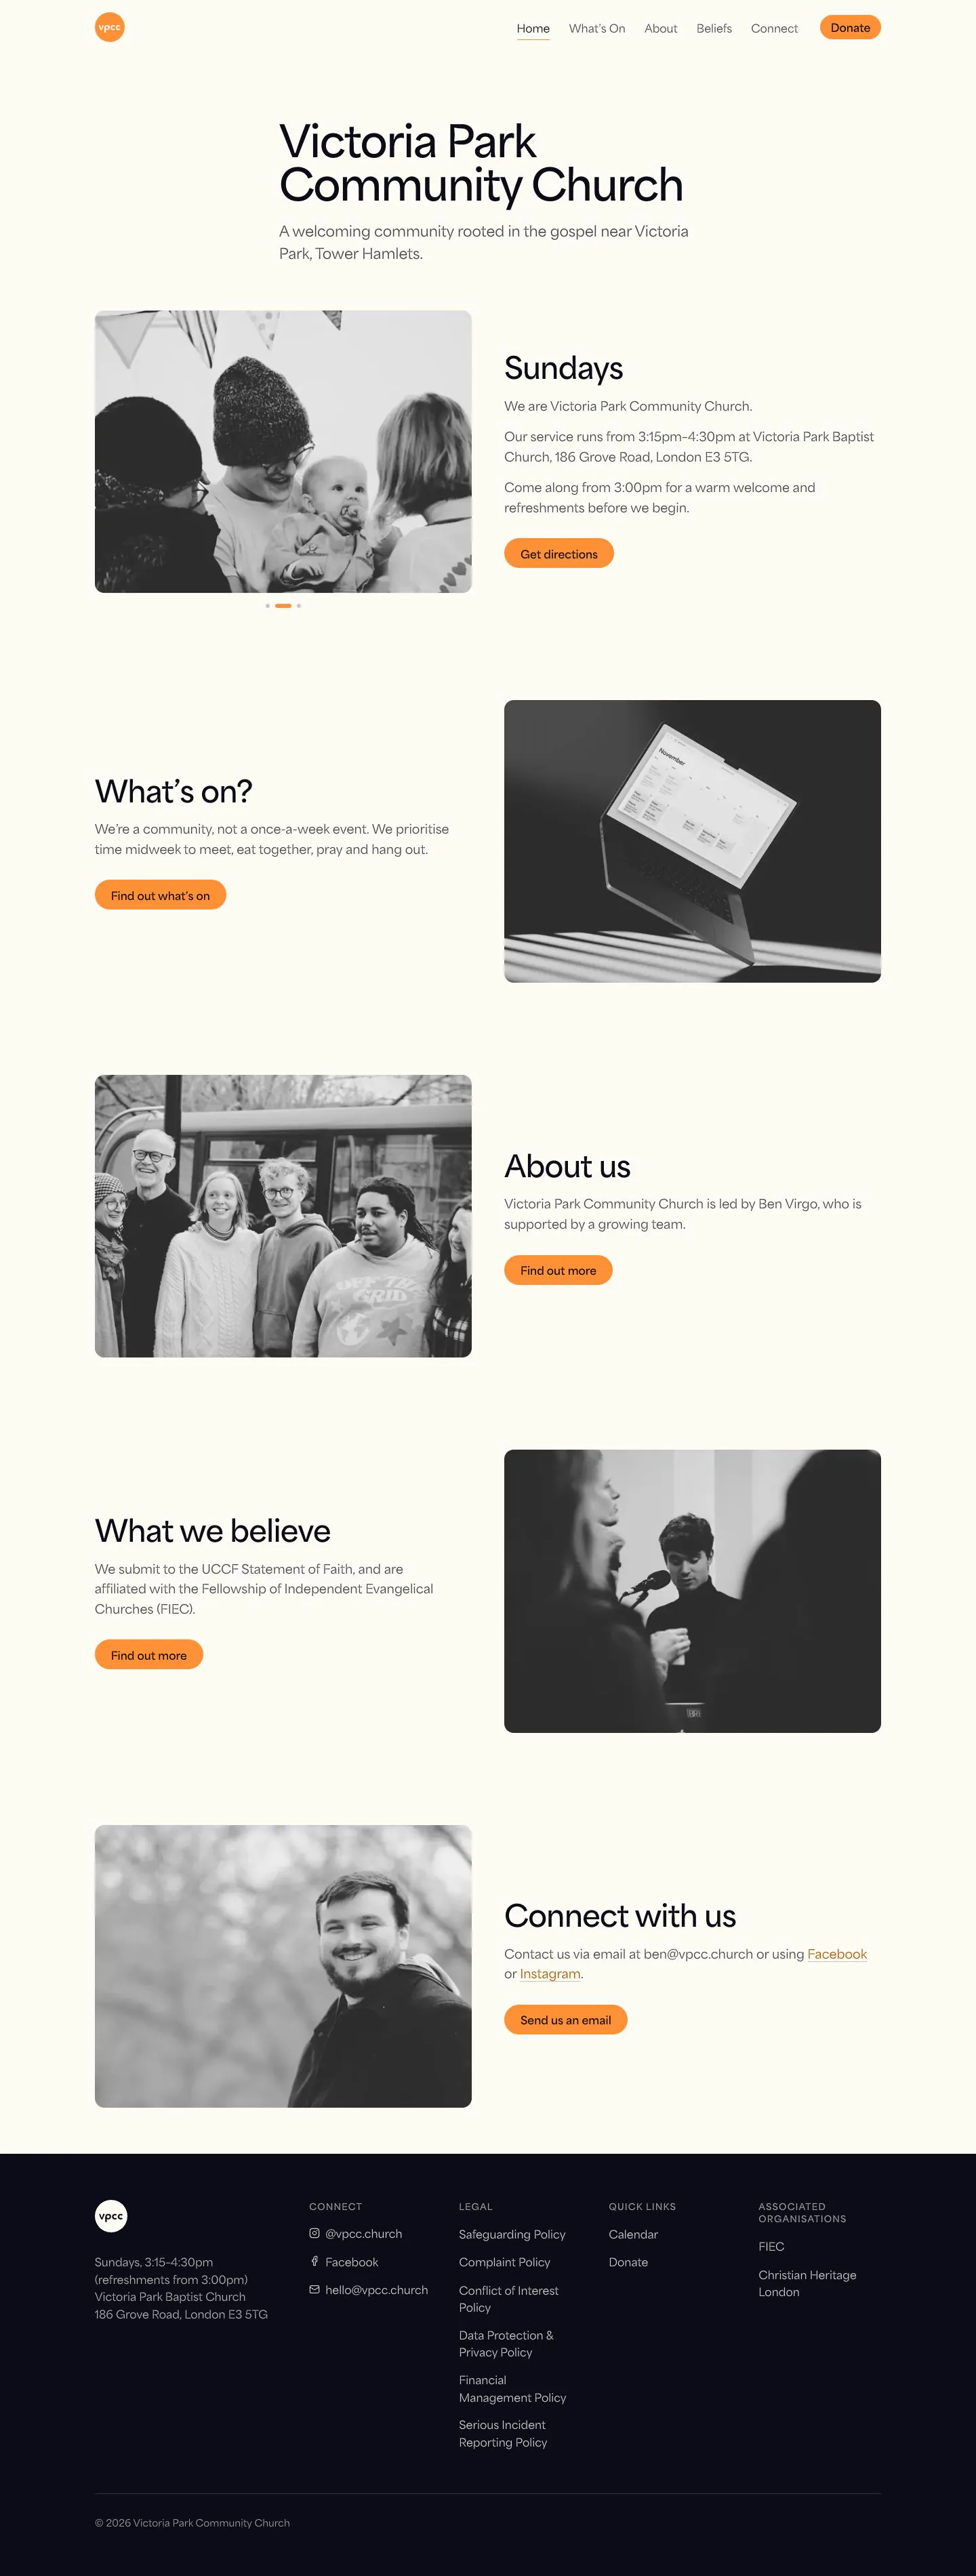 vpcc
Home
What's On
About
Beliefs
Connect
Donate
Victoria Park
Community Church
A welcoming community rooted in the gospel near Victoria
Park, Tower Hamlets.
Sundays
We are Victoria Park Community Church.
Our service runs from 3:15pm–4:30pm at Victoria Park Baptist
Church, 186 Grove Road, London E3 5TG.
Come along from 3:00pm for a warm welcome and
refreshments before we begin.
Get directions
What’s on?
We’re a community, not a once-a-week event. We prioritise
time midweek to meet, eat together, pray and hang out.
Find out what’s on
November
About us
Victoria Park Community Church is led by Ben Virgo, who is
supported by a growing team.
Find out more
OFF THE
GRID
What we believe
We submit to the UCCF Statement of Faith, and are
affiliated with the Fellowship of Independent Evangelical
Churches (FIEC).
Find out more
Connect with us
Contact us via email at ben@vpcc.church or using Facebook
or Instagram.
Send us an email
vpcc
Sundays, 3:15–4:30pm
(refreshments from 3:00pm)
Victoria Park Baptist Church
186 Grove Road, London E3 5TG
CONNECT
@vpcc.church
Facebook
hello@vpcc.church
LEGAL
Safeguarding Policy
Complaint Policy
Conflict of Interest
Policy
Data Protection &
Privacy Policy
Financial
Management Policy
Serious Incident
Reporting Policy
QUICK LINKS
Calendar
Donate
ASSOCIATED
ORGANISATIONS
FIEC
Christian Heritage
London
© 2026 Victoria Park Community Church